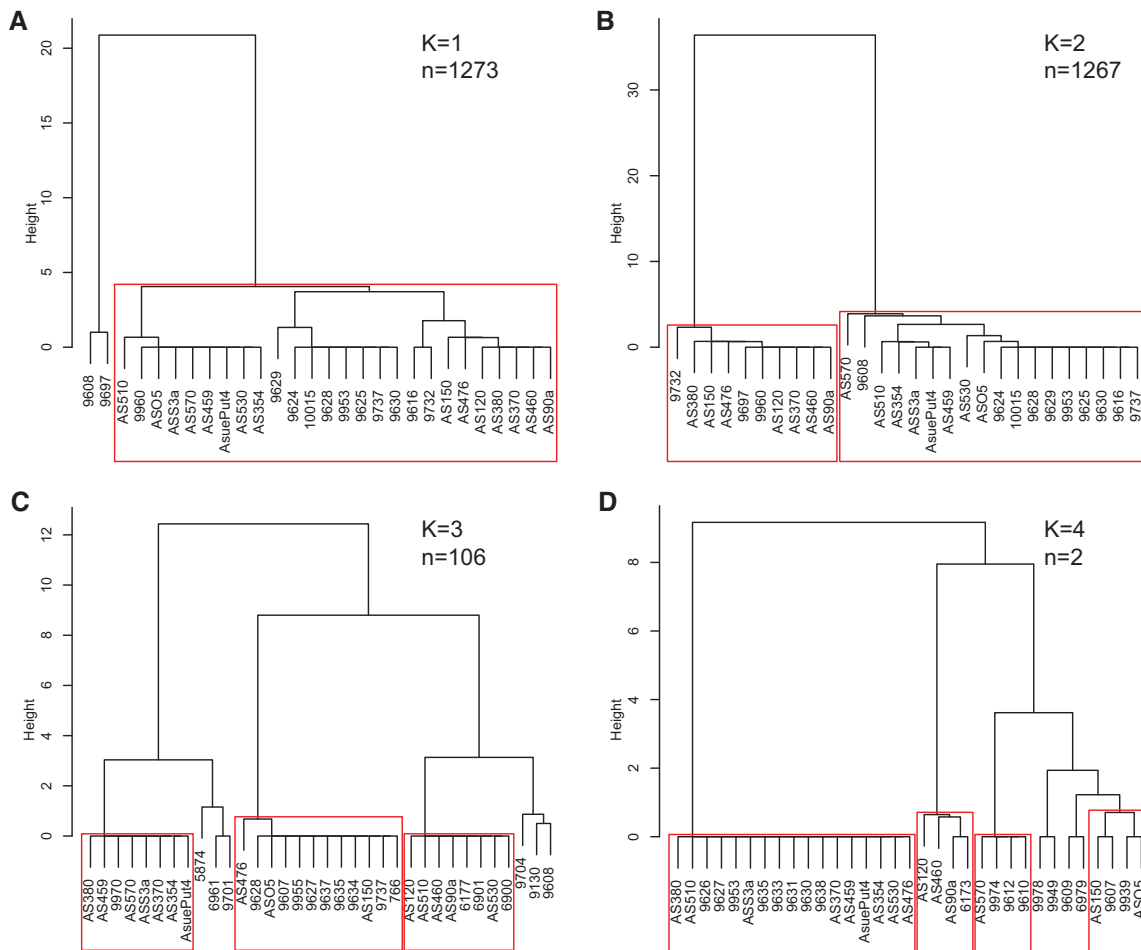 A
K=1
n=1273
Height
20
15
10
5
0
9608
9697
AS510
9960
ASO5
ASS3a
AS570
AS459
AsuePut4
AS530
AS354
9629
9624
10015
9628
9953
9625
9737
9630
9616
9732
AS150
AS476
AS120
AS380
AS370
AS460
AS90a
B
K=2
n=1267
Height
30
20
10
0
9732
AS380
AS150
AS476
9697
9960
AS120
AS370
AS460
AS90a
AS570
9608
AS510
AS354
ASS3a
AsuePut4
AS459
AS530
ASO5
9624
10015
9628
9629
9953
9625
9630
9616
9737
C
K=3
n=106
Height
12
10
8
6
4
2
0
AS380
AS459
9970
AS570
ASS3a
AS370
AS354
AsuePut4
5874
6961
9701
AS476
9628
ASO5
9607
9955
9627
9637
9635
9634
AS150
9737
7766
AS120
AS510
AS460
AS90a
6177
6901
AS530
6900
9704
9130
9608
D
K=4
n=2
Height
8
6
4
2
0
AS380
AS510
9626
9627
9953
ASS3a
9635
9633
9631
9630
9638
AS370
AS459
AsuePut4
AS354
AS530
AS476
AS120
AS460
AS90a
6173
AS570
9974
9612
9610
9978
9949
9609
6979
AS150
9607
9939
ASO5